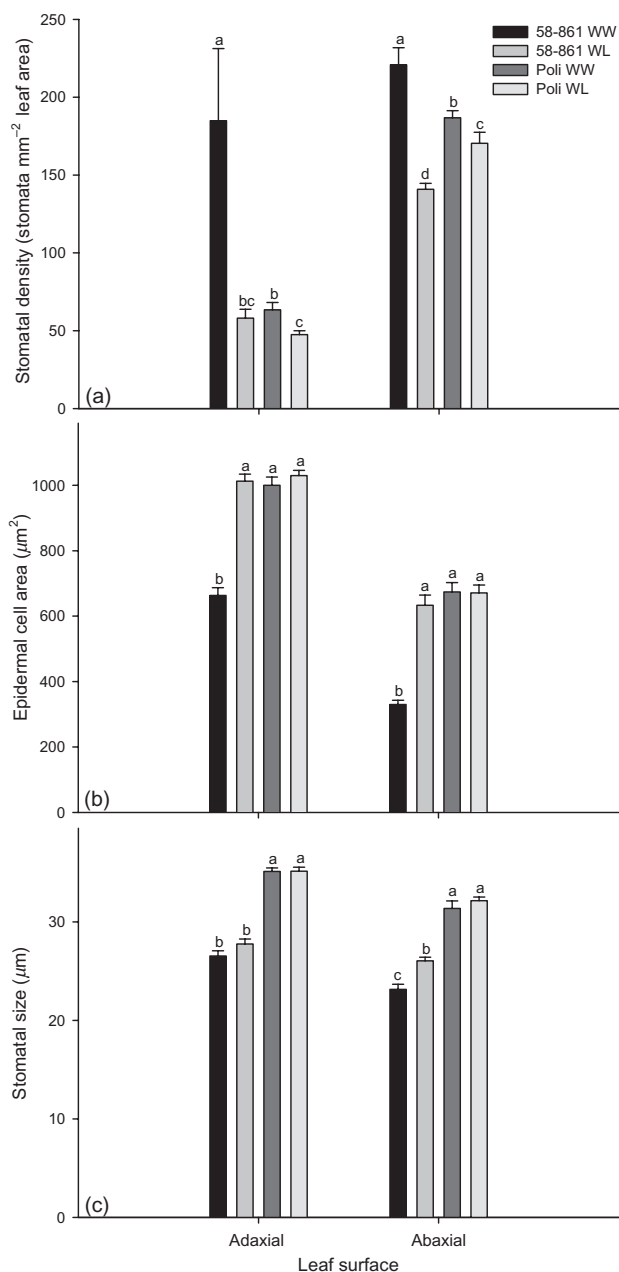 250
200
150
100
50
0
Stomatal density (stomata mm⁻² leaf area)
58-861 WW
58-861 WL
Poli WW
Poli WL
a
bc
b
c
a
d
b
c
(a)
1000
800
600
400
200
0
Epidermal cell area (μm²)
b
a
a
a
b
a
a
a
(b)
30
20
10
0
Stomatal size (μm)
b
b
a
a
c
b
a
a
(c)
Adaxial
Abaxial
Leaf surface